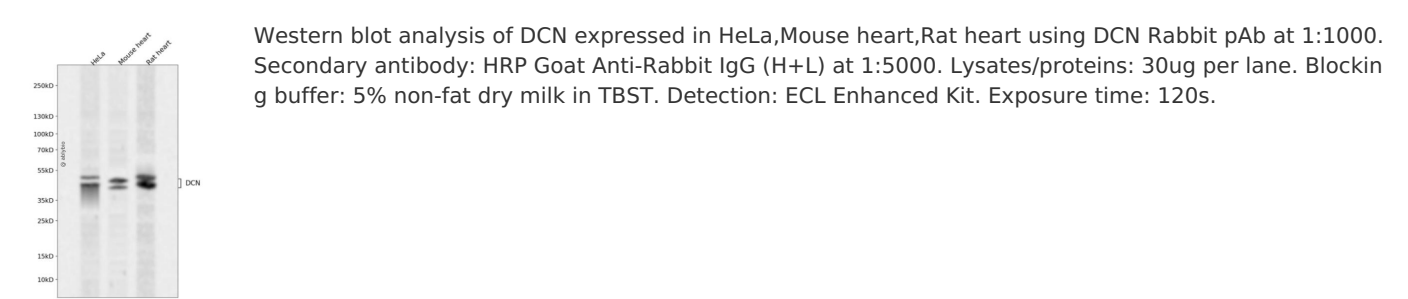 HeLa
Mouse heart
Rat heart
Western blot analysis of DCN expressed in HeLa,Mouse heart,Rat heart using DCN Rabbit pAb at 1:1000.
Secondary antibody: HRP Goat Anti-Rabbit IgG (H+L) at 1:5000. Lysates/proteins: 30ug per lane. Blockin
g buffer: 5% non-fat dry milk in TBST. Detection: ECL Enhanced Kit. Exposure time: 120s.
250kD
130kD
100kD
70kD
55kD
DCN
35kD
25kD
15kD
10kD